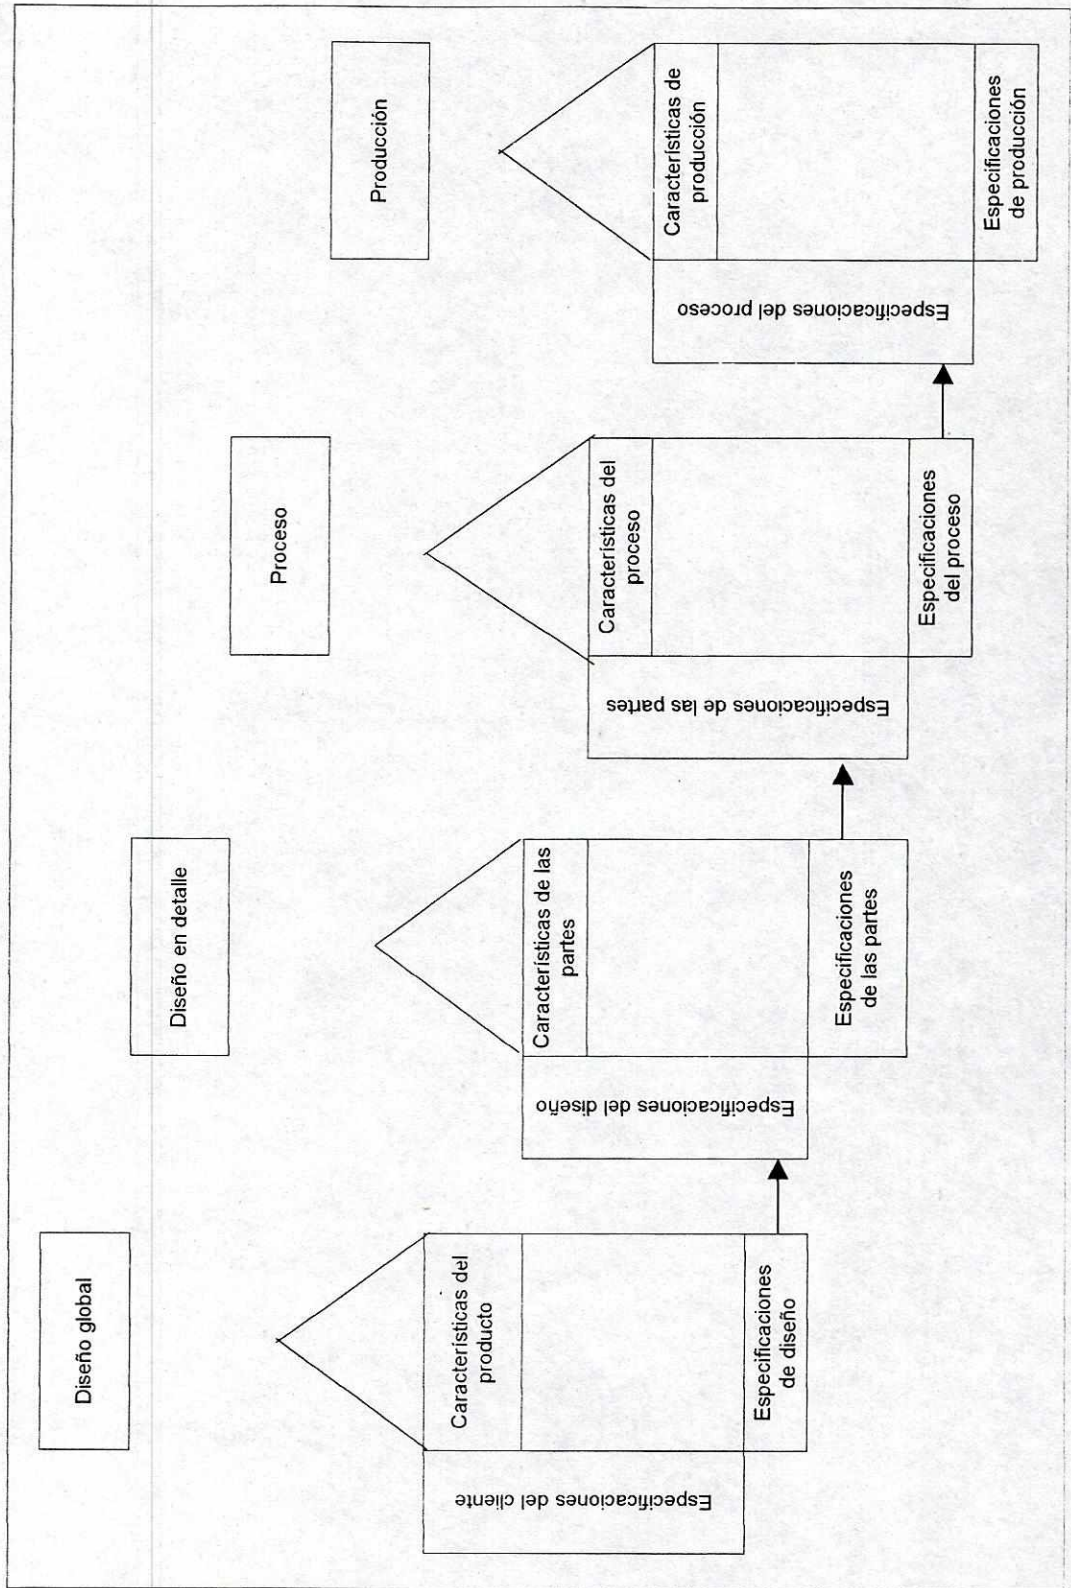 Diseño global
Características del
producto
Especificaciones del cliente
Especificaciones
de diseño
Diseño en detalle
Características de las
partes
Especificaciones del diseño
Especificaciones
de las partes
Proceso
Características del
proceso
Especificaciones de las partes
Especificaciones
del proceso
Producción
Características de
producción
Especificaciones del proceso
Especificaciones
de producción